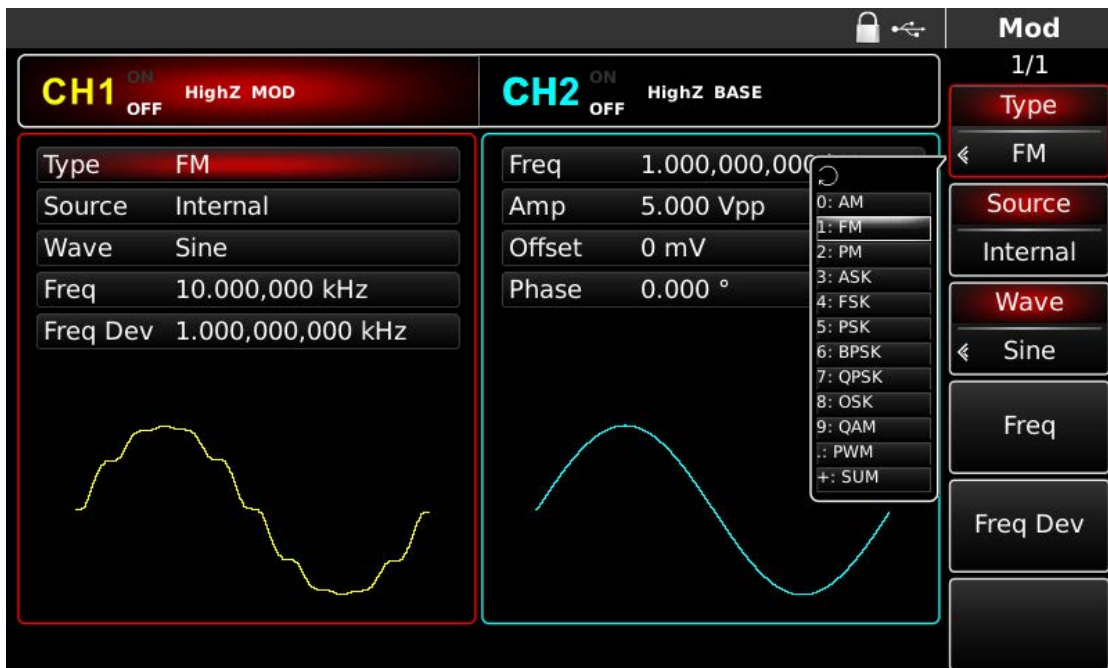 Mod
1/1
CH1 ON OFF HighZ MOD
CH2 ON OFF HighZ BASE
Type FM
Source Internal
Wave Sine
Freq 10.000,000 kHz
Freq Dev 1.000,000,000 kHz
Freq 1.000,000,000
Amp 5.000 Vpp
Offset 0 mV
Phase 0.000 °
0: AM
1: FM
2: PM
3: ASK
4: FSK
5: PSK
6: BPSK
7: QPSK
8: OSK
9: QAM
.: PWM
+: SUM
Type
FM
Source
Internal
Wave
Sine
Freq
Freq Dev